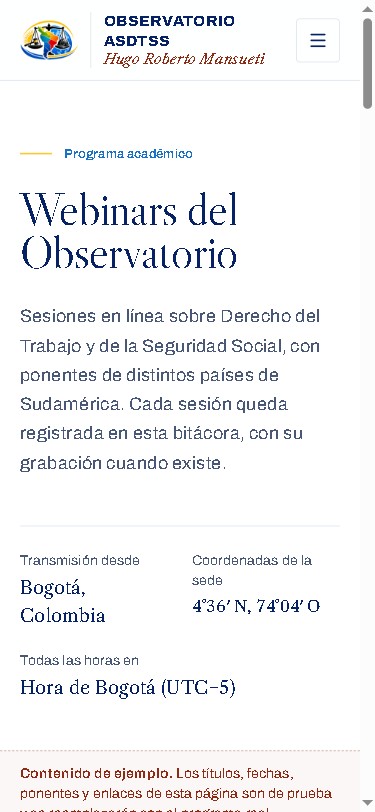 OBSERVATORIO
ASDTSS
Hugo Roberto Mansueti
Programa académico
Webinars del
Observatorio
Sesiones en línea sobre Derecho del
Trabajo y de la Seguridad Social, con
ponentes de distintos países de
Sudamérica. Cada sesión queda
registrada en esta bitácora, con su
grabación cuando existe.
Transmisión desde
Bogotá,
Colombia
Coordenadas de la
sede
4°36′ N, 74°04′ O
Todas las horas en
Hora de Bogotá (UTC−5)
Contenido de ejemplo. Los títulos, fechas,
ponentes y enlaces de esta página son de prueba